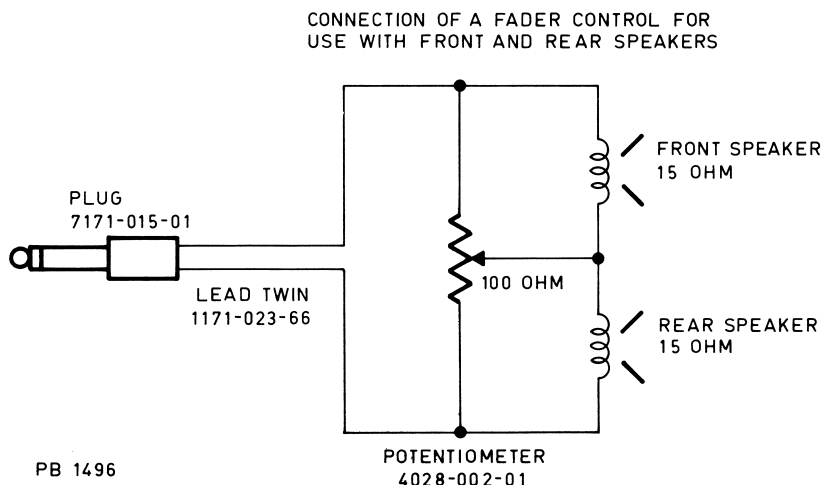 CONNECTION OF A FADER CONTROL FOR
USE WITH FRONT AND REAR SPEAKERS
FRONT SPEAKER
15 OHM
PLUG
7171-015-01
100 OHM
LEAD TWIN
1171-023-66
REAR SPEAKER
15 OHM
POTENTIOMETER
4028-002-01
PB 1496